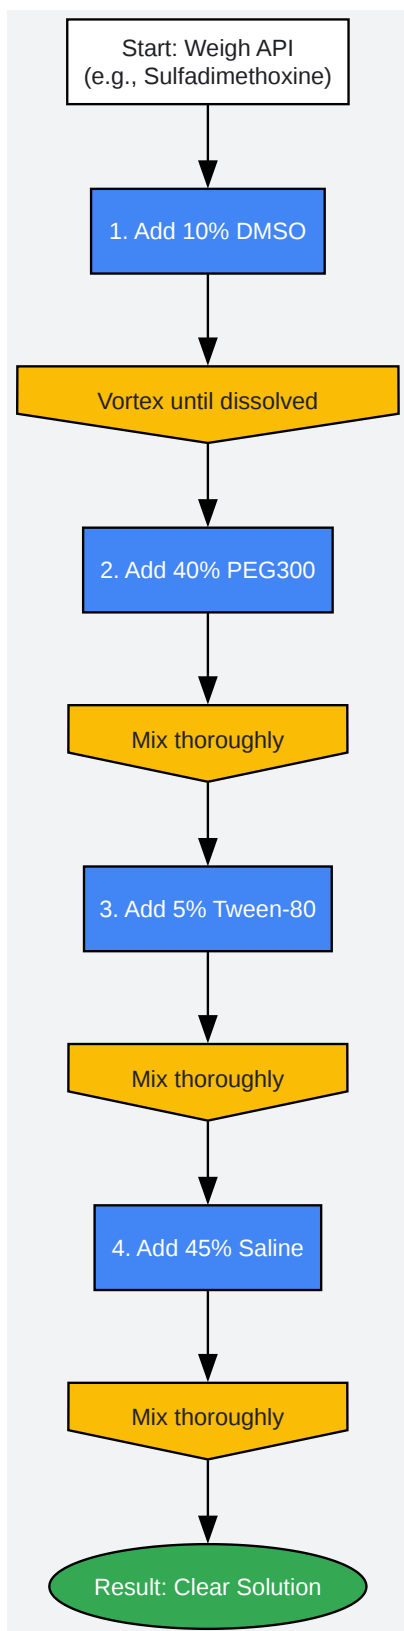 Start: Weigh API
(e.g., Sulfadimethoxine)
1. Add 10% DMSO
Vortex until dissolved
2. Add 40% PEG300
Mix thoroughly
3. Add 5% Tween-80
Mix thoroughly
4. Add 45% Saline
Mix thoroughly
Result: Clear Solution